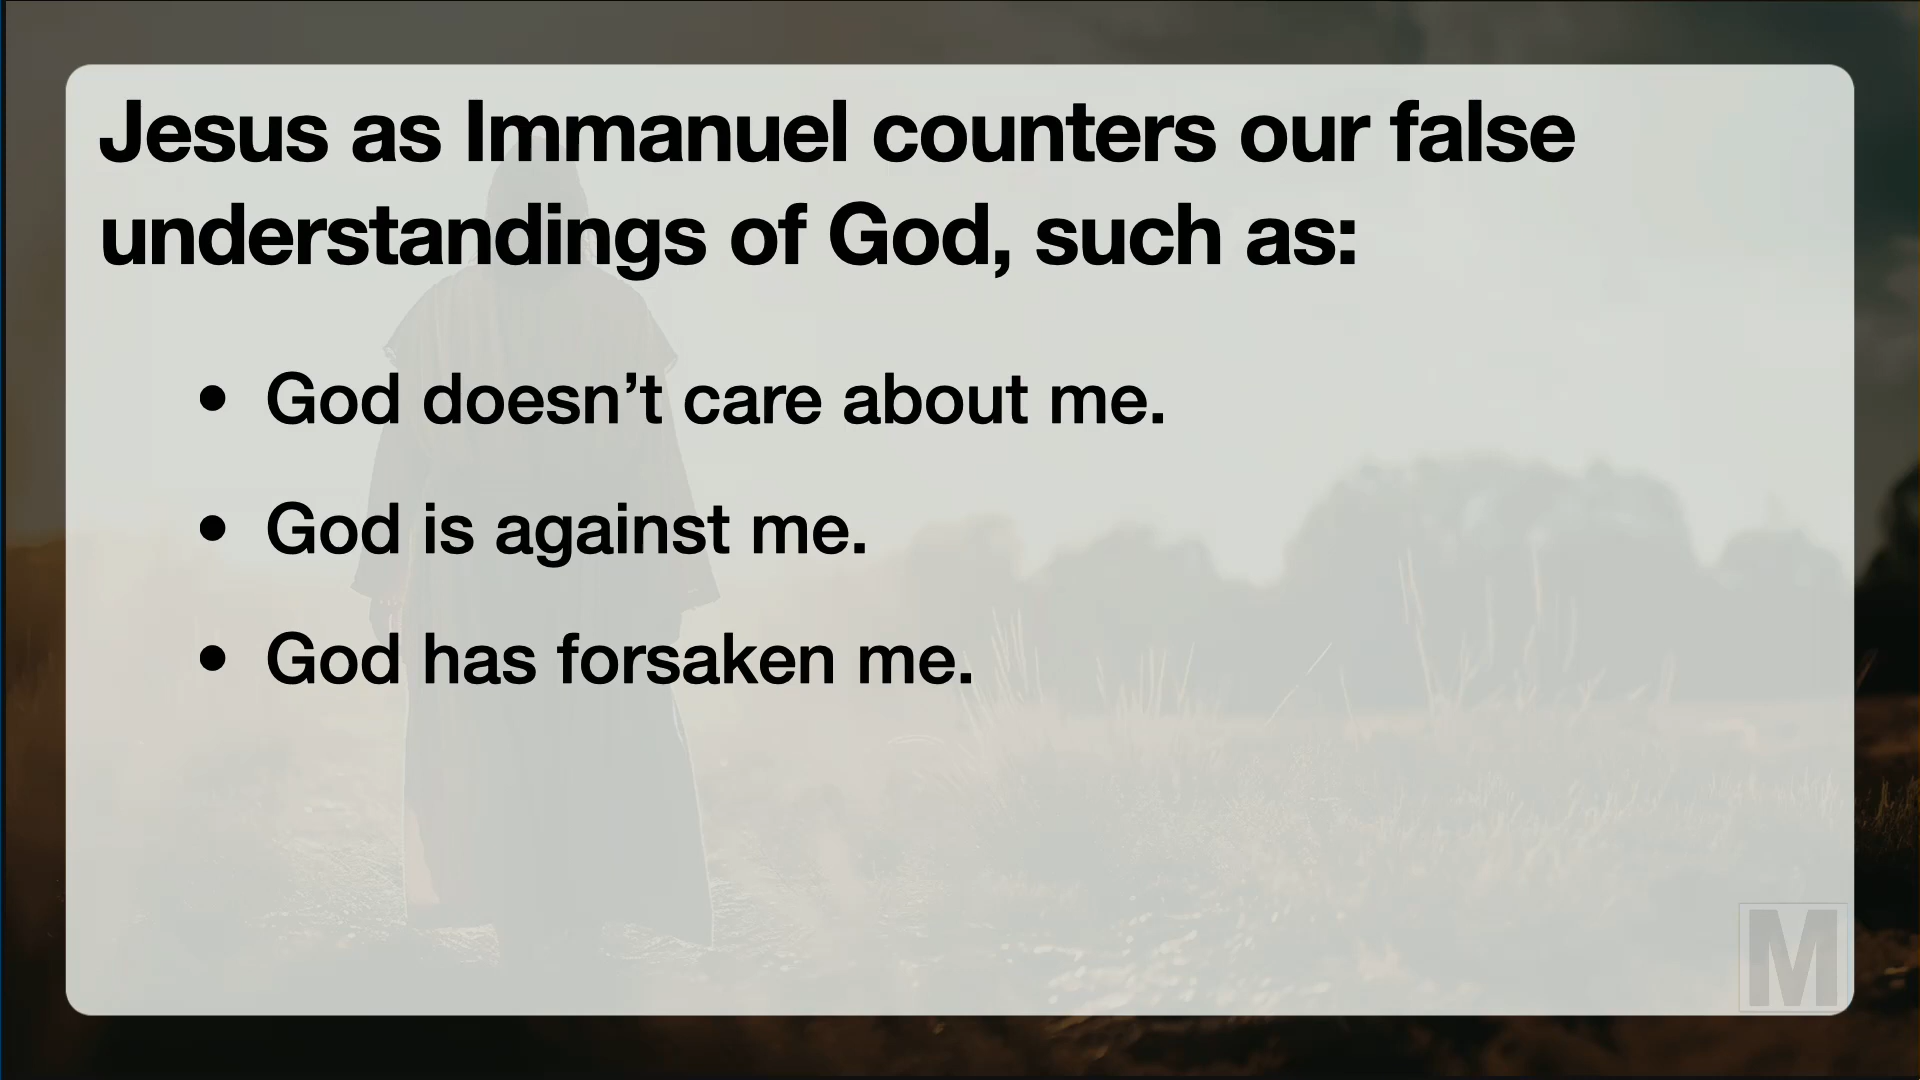 Jesus as Immanuel counters our false
understandings of God, such as:
• God doesn’t care about me.
• God is against me.
• God has forsaken me.
M